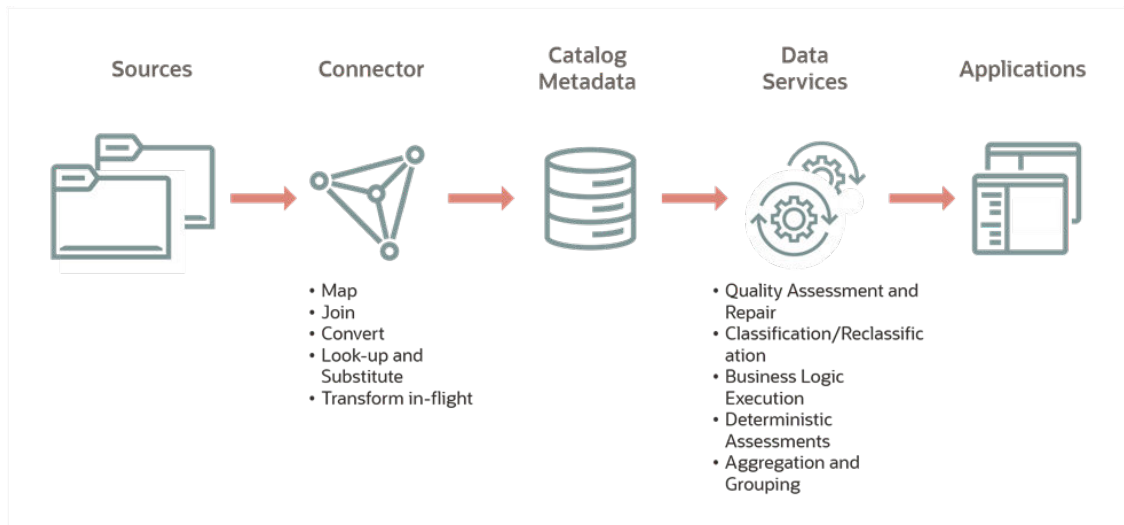 Sources
Connector
Catalog
Metadata
Data
Services
Applications
• Map
• Join
• Convert
• Look-up and
Substitute
• Transform in-flight
• Quality Assessment and
Repair
• Classification/Reclassific
ation
• Business Logic
Execution
• Deterministic
Assessments
• Aggregation and
Grouping